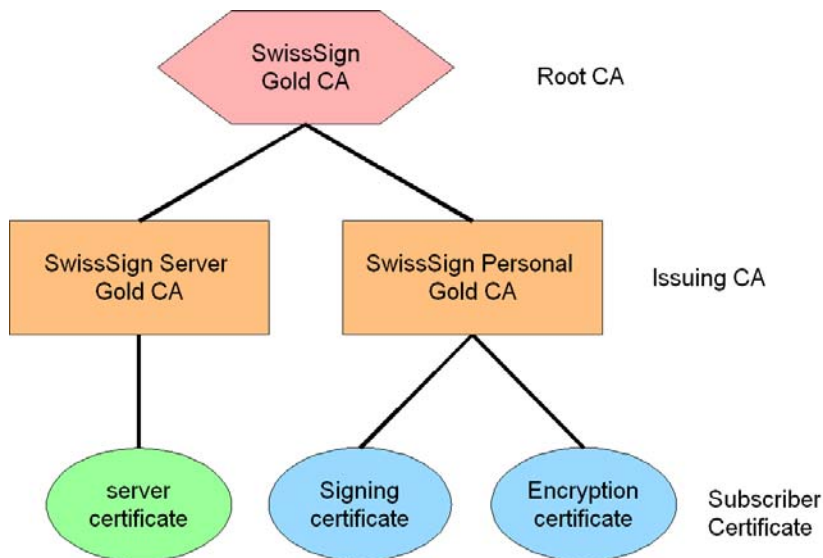 SwissSign
Gold CA
Root CA
SwissSign Server
Gold CA
SwissSign Personal
Gold CA
Issuing CA
server
certificate
Signing
certificate
Encryption
certificate
Subscriber
Certificate